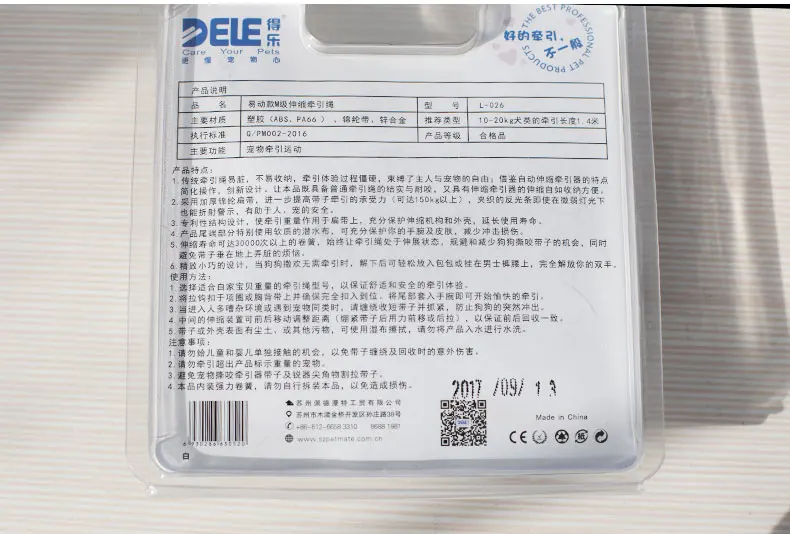 DELE 得乐
Care Your Pets
更懂宠物心
THE BEST PROFESSIONAL PET PRODUCTS
好的牵引,
不一般
产品说明
品 名 易动款M级伸缩牵引绳 型 号 L-026
主要材质 塑胶(ABS、PA66)、锦轮带、锌合金 推荐类型 10-20kg犬类的牵引长度1.4米
执行标准 Q/PM002-2016 产品等级 合格品
主要功能 宠物牵引运动
产品特点:
1. 传统牵引绳易脏,不易收纳,牵引体验过程僵硬,束缚了主人与宠物的自由;借鉴自动伸缩牵引器的特点
简化操作,创新设计。让本品既具备普通牵引绳的结实与耐咬,又具有伸缩牵引器的伸缩自如收纳方便。
2. 采用加厚锦纶扁带,进一步提高带子的承受力(可达150kg以上),夹织的反光条即使在微弱灯光下
也能折射警示,有助于人、宠的安全。
3. 专利性结构设计,使牵引重量作用于扁带上,充分保护伸缩机构和外壳,延长使用寿命。
4. 产品尾部分特别使用软质的潜水布,可充分保护你的手腕及皮肤,减少冲击损伤。
5. 伸缩寿命可达30000次以上的卷簧,始终让牵引绳处于伸展状态,规避和减少狗狗撕咬带子的机会,同时
避免带子垂在地上弄脏的烦恼。
6. 精致小巧的设计,当狗狗撒欢无需牵引时,解下后可轻松放入包包或挂在男士裤腰上,完全解放你的双手。
使用方法:
1. 选择适合自家宝贝重量的牵引绳型号,以保证舒适和安全的牵引体验。
2. 将拉钩扣于项圈或胸背带上并确保完全扣入到位,将尾部套入手腕即可开始愉快的牵引。
3. 当进入人多嘈杂环境或遇到宠物同类时,请缠绕收短带子并抓紧,防止狗狗的突然冲出。
4. 中间的伸缩装置可前后移动调整距离(绷紧带子后用力前移或后拉),以保证前后回收一致。
5. 带子或外壳表面有尘土、或其他污物,可使用湿布擦拭,请勿将产品入水进行水洗。
注意事项:
1. 请勿给儿童和婴儿单独接触的机会,以免带子缠绕及回收时的意外伤害。
2. 请勿牵引超出产品标示重量的宠物。
3. 避免宠物撕咬牵引器带子及锐器尖角物割拉带子。
4. 本品内装强力卷簧,请勿自行拆装本品,以免造成损伤。
2017 /09/ 13
苏州市木渎金桥开发区孙庄路38号
+86-512-6658 3310
www.szpetmate.com.cn
Made in China
CE
白